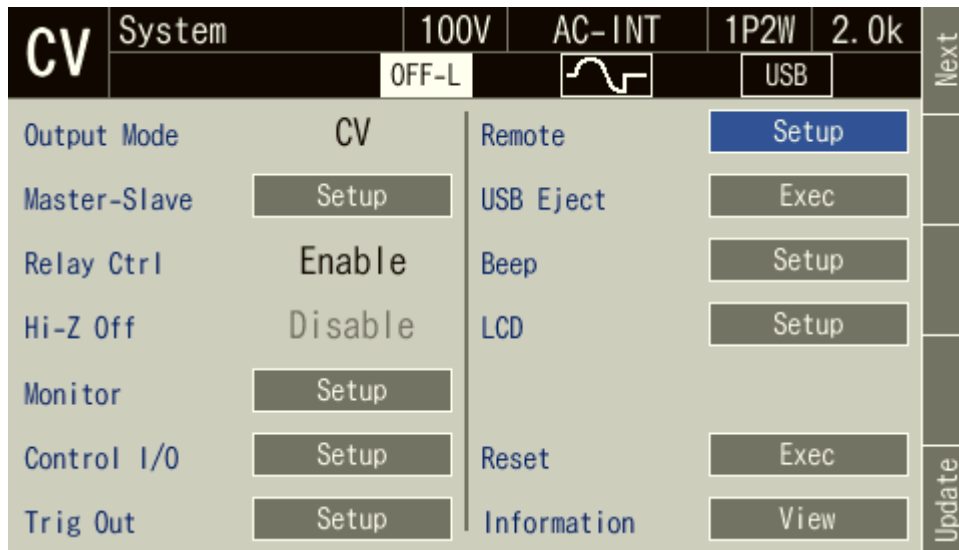 CV System 100V AC-INT 1P2W 2.0k
OFF-L USB
Next
Output Mode CV
Master-Slave Setup
Relay Ctrl Enable
Hi-Z Off Disable
Monitor Setup
Control I/O Setup
Trig Out Setup
Remote Setup
USB Eject Exec
Beep Setup
LCD Setup
Reset Exec
Information View
Update